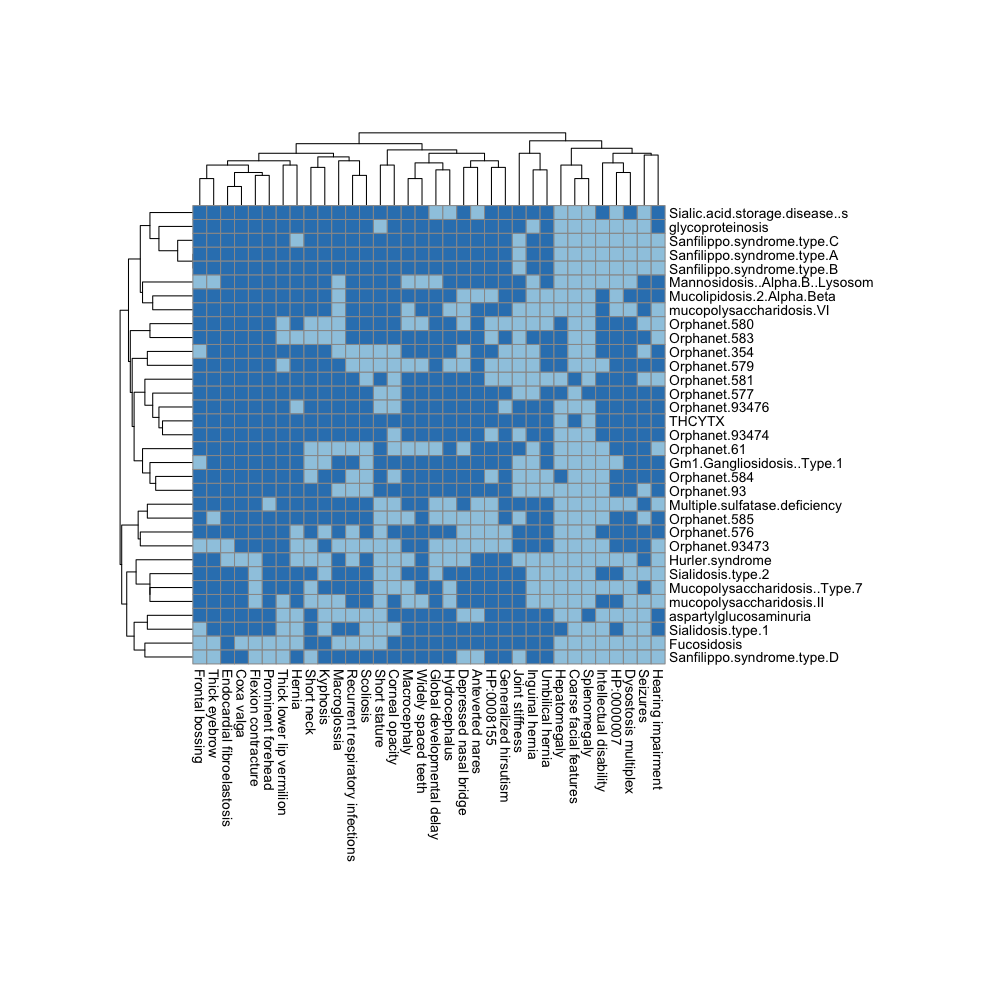 Sialic.acid.storage.disease..s
glycoproteinosis
Sanfilippo.syndrome.type.C
Sanfilippo.syndrome.type.A
Sanfilippo.syndrome.type.B
Mannosidosis..Alpha.B..Lysosom
Mucolipidosis.2.Alpha.Beta
mucopolysaccharidosis.VI
Orphanet.580
Orphanet.583
Orphanet.354
Orphanet.579
Orphanet.581
Orphanet.577
Orphanet.93476
THCYTX
Orphanet.93474
Orphanet.61
Gm1.Gangliosidosis..Type.1
Orphanet.584
Orphanet.93
Multiple.sulfatase.deficiency
Orphanet.585
Orphanet.576
Orphanet.93473
Hurler.syndrome
Sialidosis.type.2
Mucopolysaccharidosis..Type.7
mucopolysaccharidosis.II
aspartylglucosaminuria
Sialidosis.type.1
Fucosidosis
Sanfilippo.syndrome.type.D
Frontal bossing
Thick eyebrow
Endocardial fibroelastosis
Coxa valga
Flexion contracture
Prominent forehead
Thick lower lip vermilion
Hernia
Short neck
Kyphosis
Macroglossia
Recurrent respiratory infections
Scoliosis
Short stature
Corneal opacity
Macrocephaly
Widely spaced teeth
Global developmental delay
Hydrocephalus
Depressed nasal bridge
Anteverted nares
HP:0008155
Generalized hirsutism
Joint stiffness
Inguinal hernia
Umbilical hernia
Hepatomegaly
Coarse facial features
Splenomegaly
Intellectual disability
HP:0000007
Dysostosis multiplex
Seizures
Hearing impairment